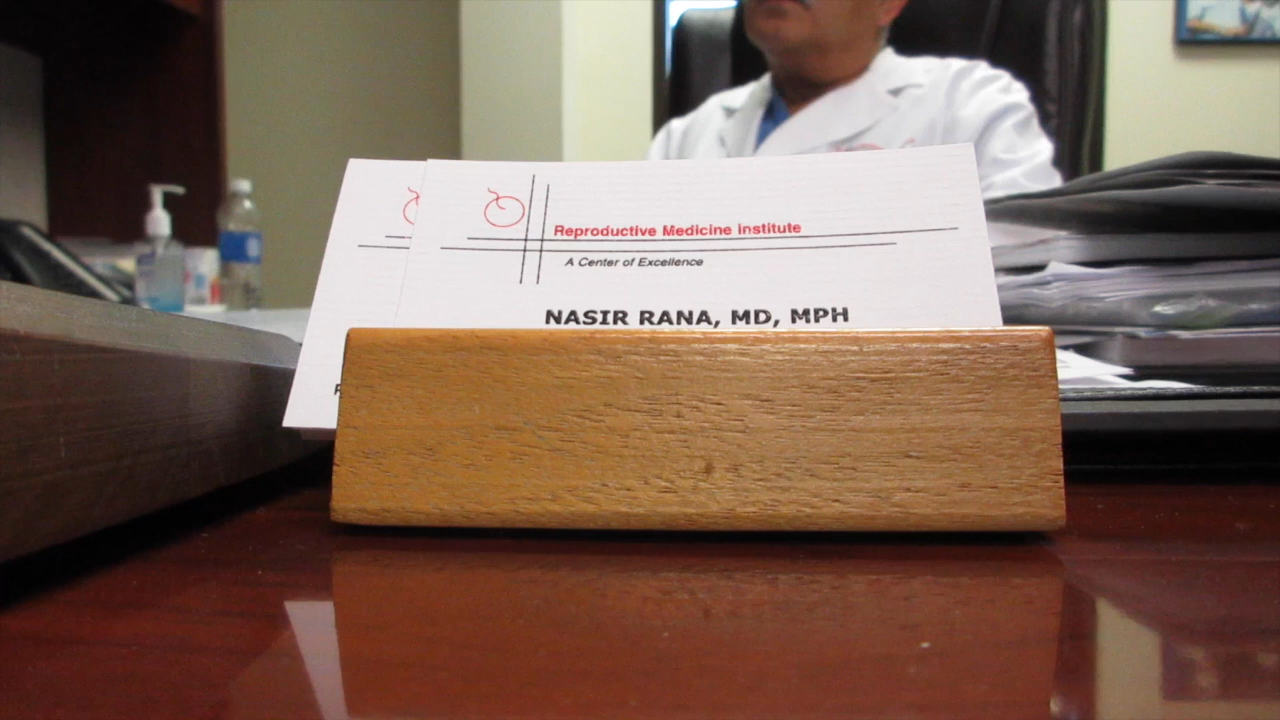 Reproductive Medicine Institute
A Center of Excellence
NASIR RANA, MD, MPH